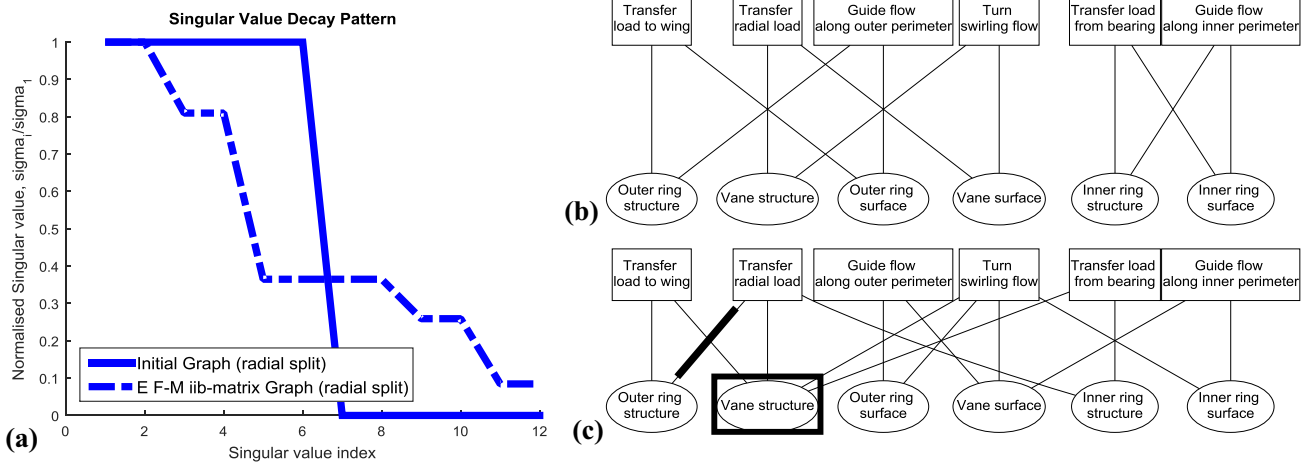 Singular Value Decay Pattern
Normalised Singular value, sigma_i/sigma_1
1
0.9
0.8
0.7
0.6
0.5
0.4
0.3
0.2
0.1
0
Initial Graph (radial split)
E F-M iib-matrix Graph (radial split)
0
2
4
6
8
10
12
Singular value index
(a)
Transfer
load to wing
Transfer
radial load
Guide flow
along outer perimeter
Turn
swirling flow
Transfer load
from bearing
Guide flow
along inner perimeter
Outer ring
structure
Vane structure
Outer ring
surface
Vane surface
Inner ring
structure
Inner ring
surface
(b)
Transfer
load to wing
Transfer
radial load
Guide flow
along outer perimeter
Turn
swirling flow
Transfer load
from bearing
Guide flow
along inner perimeter
Outer ring
structure
Vane structure
Outer ring
surface
Vane surface
Inner ring
structure
Inner ring
surface
(c)